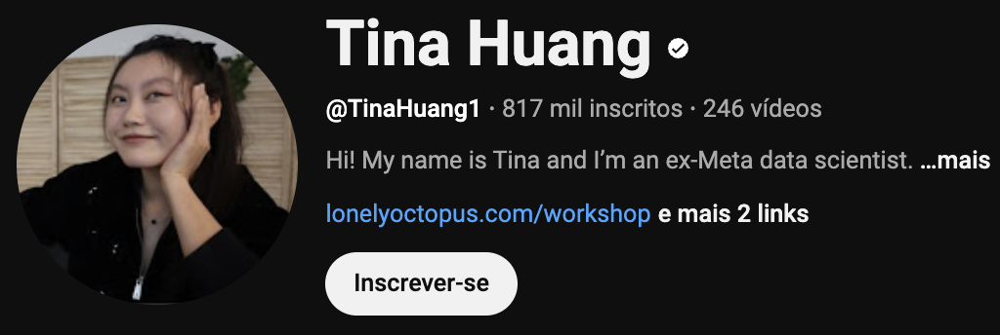 Tina Huang
@TinaHuang1 · 817 mil inscritos · 246 vídeos
Hi! My name is Tina and I’m an ex-Meta data scientist. ...mais
lonelyoctopus.com/workshop e mais 2 links
Inscrever-se